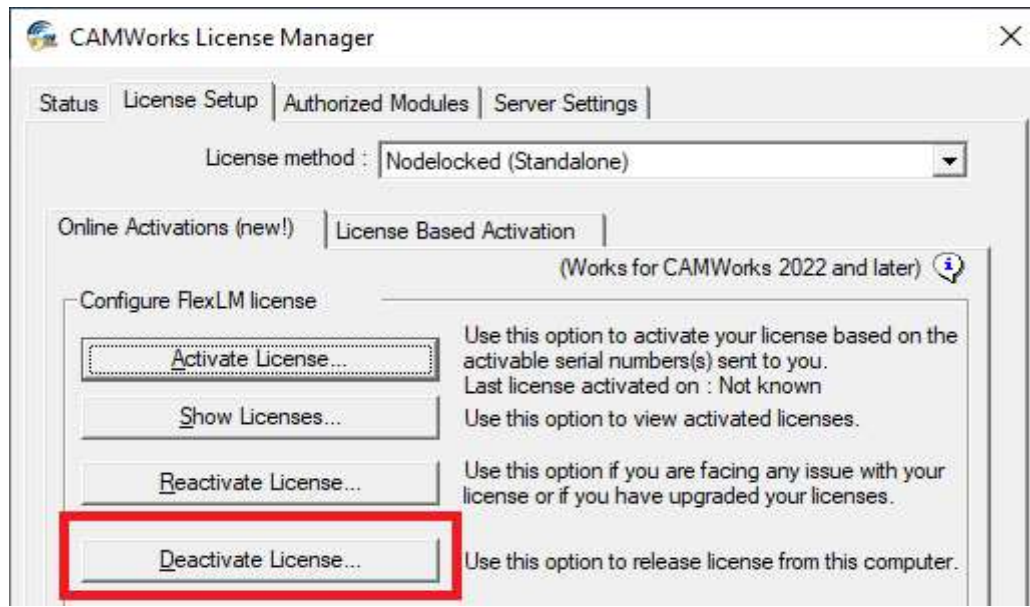 CAMWorks License Manager
Status License Setup Authorized Modules Server Settings
License method : Nodelocked (Standalone)
Online Activations (new!) License Based Activation
(Works for CAMWorks 2022 and later)
Configure FlexLM license
Activate License...
Use this option to activate your license based on the
activable serial numbers(s) sent to you.
Last license activated on : Not known
Show Licenses...
Use this option to view activated licenses.
Reactivate License...
Use this option if you are facing any issue with your
license or if you have upgraded your licenses.
Deactivate License...
Use this option to release license from this computer.